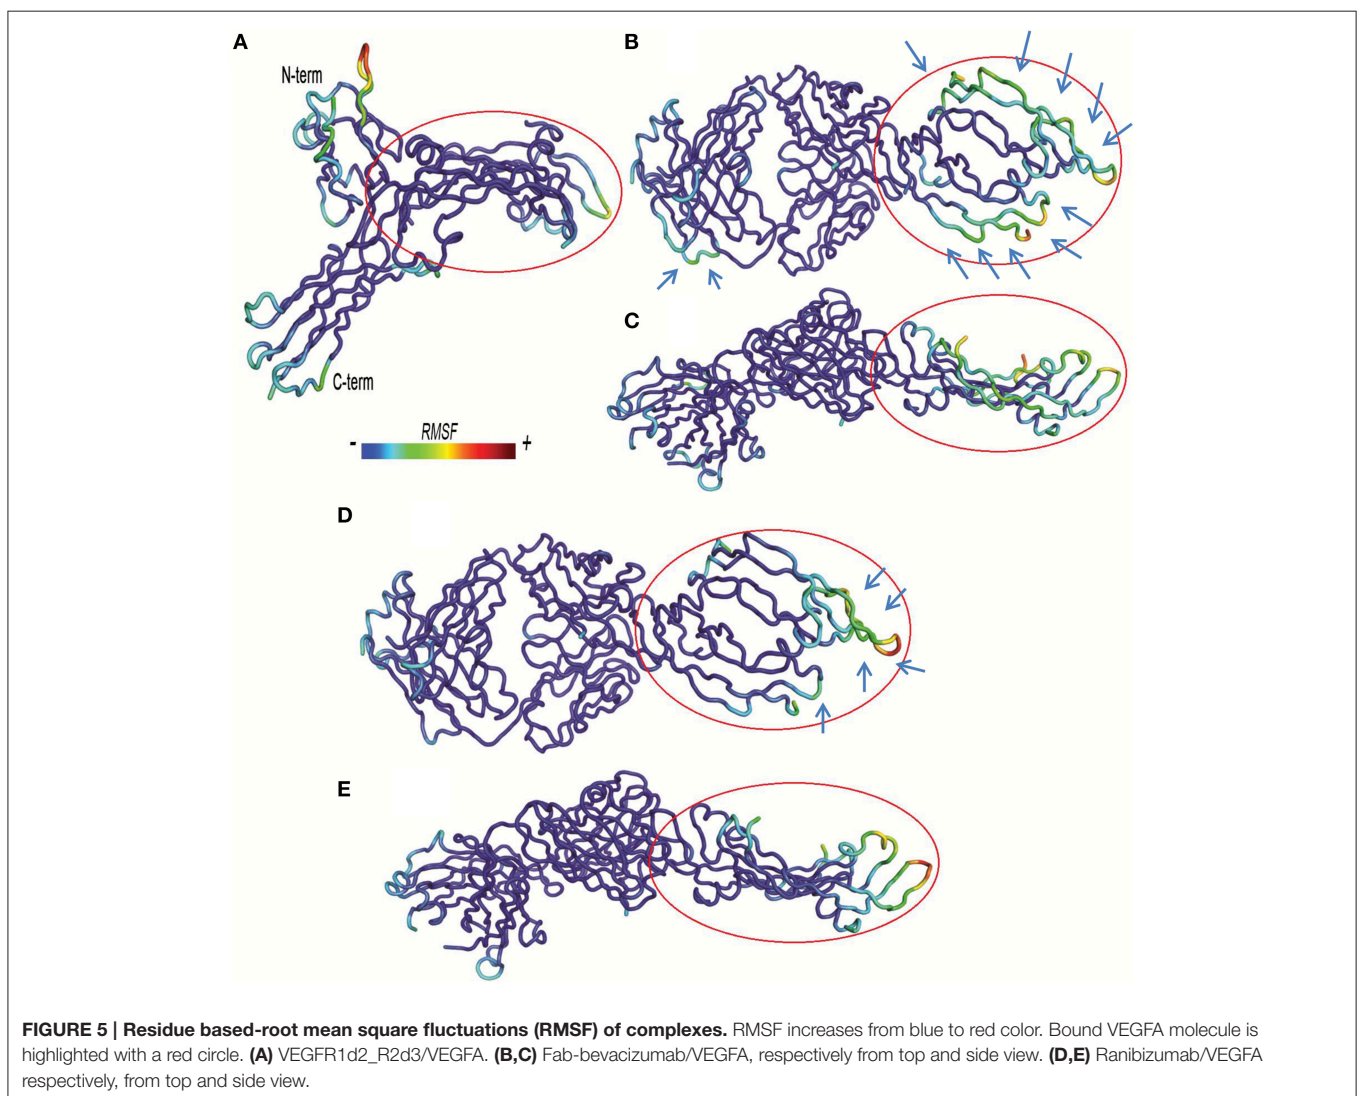 A
B
N-term
C
C-term
- RMSF +
D
E
FIGURE 5 | Residue based-root mean square fluctuations (RMSF) of complexes. RMSF increases from blue to red color. Bound VEGFA molecule is
highlighted with a red circle. (A) VEGFR1d2_R2d3/VEGFA. (B,C) Fab-bevacizumab/VEGFA, respectively from top and side view. (D,E) Ranibizumab/VEGFA
respectively, from top and side view.